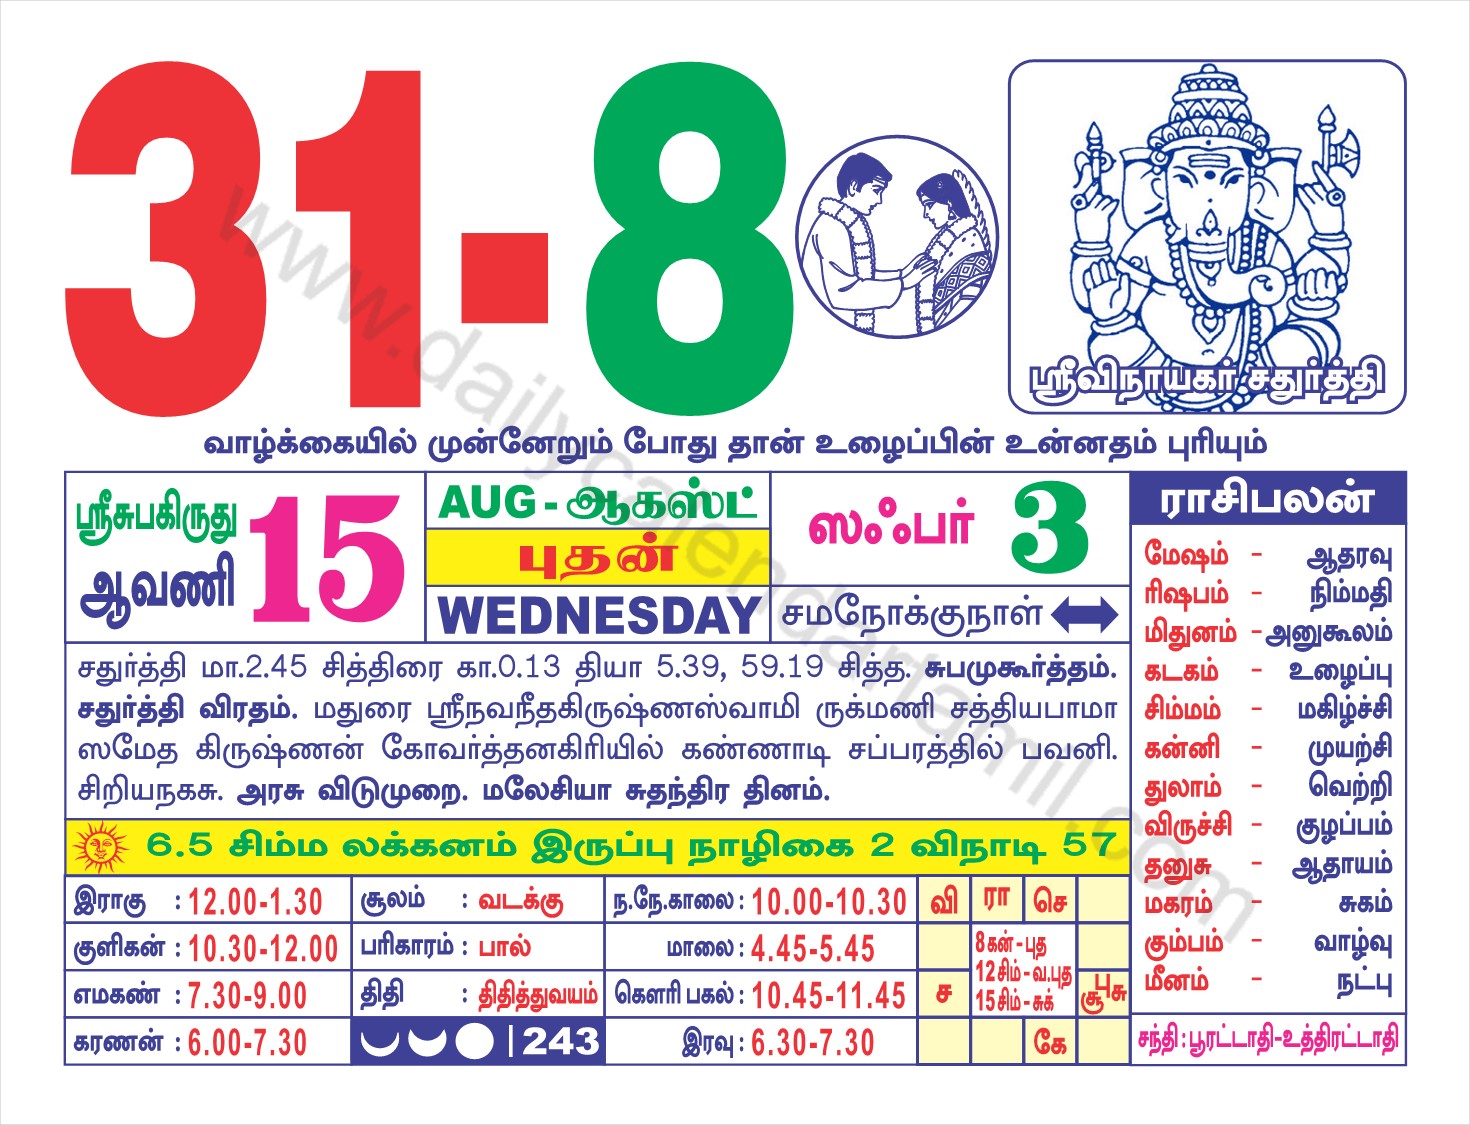 31-8
ஸ்ரீவிநாயகர் சதுர்த்தி
வாழ்க்கையில் முன்னேறும் போது தான் உழைப்பின் உன்னதம் புரியும்
ஸ்ரீசுபகிருது
ஆவணி 15
AUG - ஆகஸ்ட்
புதன்
WEDNESDAY
ஸஃபர் 3
சமநோக்குநாள்
சதுர்த்தி மா.2.45 சித்திரை கா.0.13 தியா 5.39, 59.19 சித்த. சுபமுகூர்த்தம்.
சதுர்த்தி விரதம். மதுரை ஸ்ரீநவநீதகிருஷ்ணஸ்வாமி ருக்மணி சத்தியபாமா
ஸமேத கிருஷ்ணன் கோவர்த்தனகிரியில் கண்ணாடி சப்பரத்தில் பவனி.
சிறியநகசு. அரசு விடுமுறை. மலேசியா சுதந்திர தினம்.
6.5 சிம்ம லக்கனம் இருப்பு நாழிகை 2 விநாடி 57
இராகு : 12.00-1.30
குளிகன் : 10.30-12.00
எமகண் : 7.30-9.00
கரணன் : 6.00-7.30
சூலம் : வடக்கு
பரிகாரம் : பால்
திதி : திதித்துவயம்
243
ந.நே.காலை : 10.00-10.30
மாலை : 4.45-5.45
கௌரி பகல் : 10.45-11.45
இரவு : 6.30-7.30
வி ரா செ
8கன்-புத
12சிம்-வ.புத
15சிம்-சுக்
ச
சூபுசு
கே
ராசிபலன்
மேஷம் - ஆதரவு
ரிஷபம் - நிம்மதி
மிதுனம் - அனுகூலம்
கடகம் - உழைப்பு
சிம்மம் - மகிழ்ச்சி
கன்னி - முயற்சி
துலாம் - வெற்றி
விருச்சி - குழப்பம்
தனுசு - ஆதாயம்
மகரம் - சுகம்
கும்பம் - வாழ்வு
மீனம் - நட்பு
சந்தி : பூரட்டாதி-உத்திரட்டாதி
www.dailycalendartamil.com